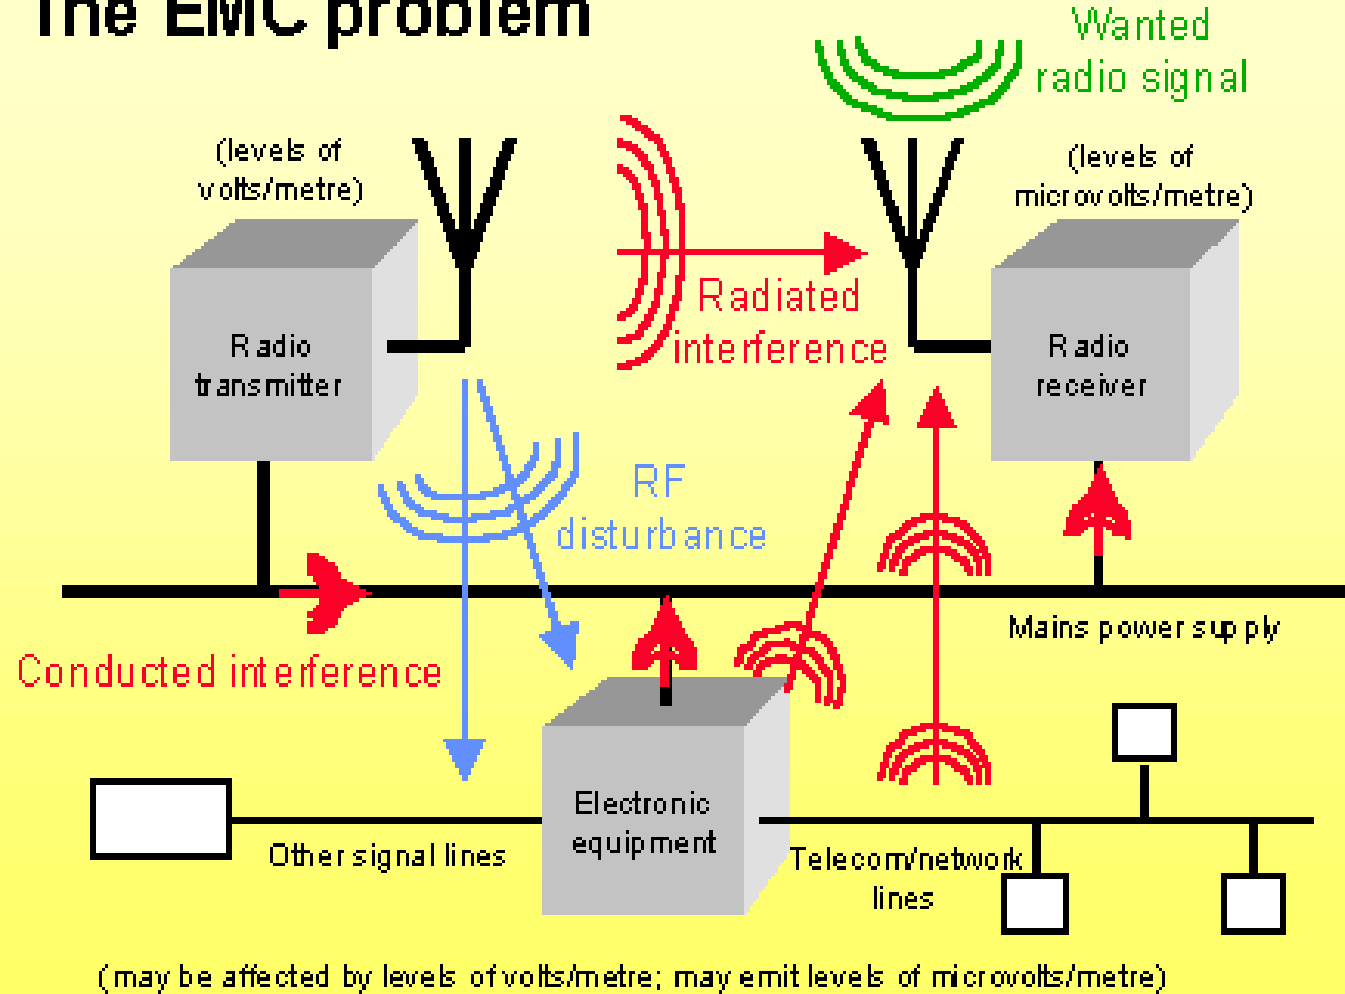 The EMC problem
Wanted
radio signal
(levels of
volts/metre)
(levels of
microvolts/metre)
Radiated
interference
Radio
transmitter
Radio
receiver
RF
disturbance
Mains power supply
Conducted interference
Electronic
equipment
Other signal lines
Telecom/network
lines
(may be affected by levels of volts/metre; may emit levels of microvolts/metre)